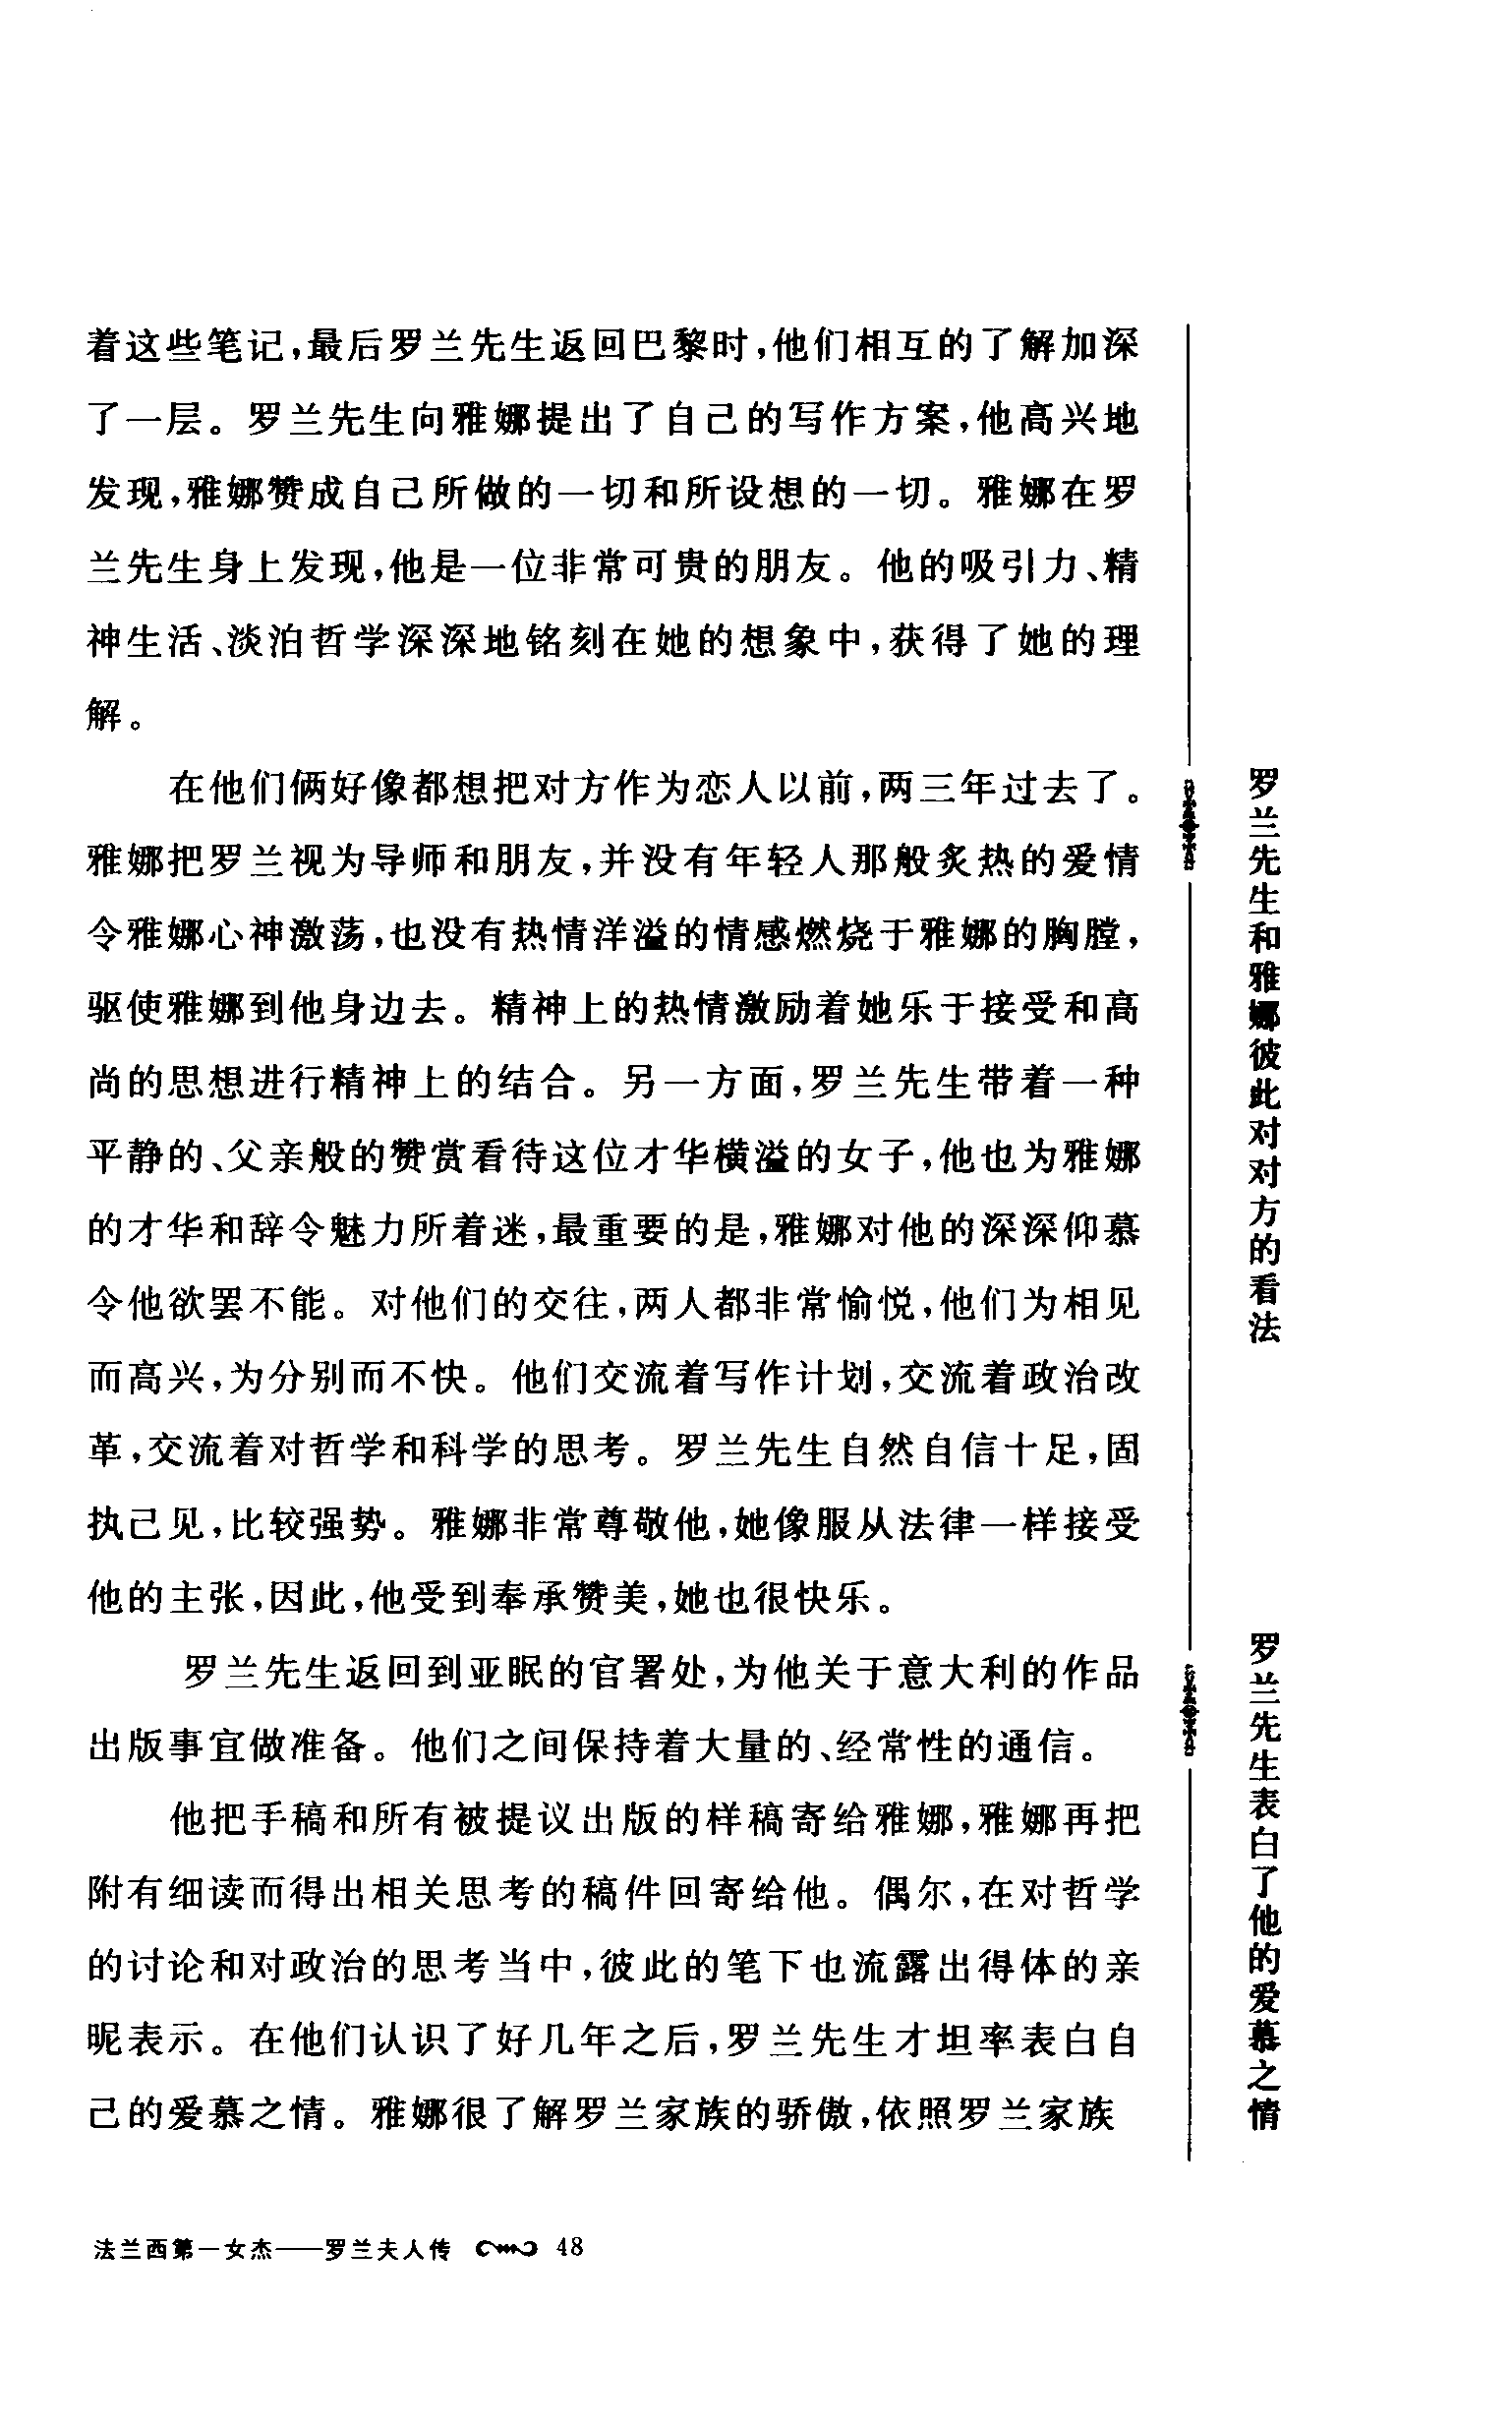 着这些笔记,最后罗兰先生返回巴黎时,他们相互的了解加深
了一层。罗兰先生向雅娜提出了自己的写作方案,他高兴地
发现,雅娜赞成自己所做的一切和所设想的一切。雅娜在罗
兰先生身上发现,他是一位非常可贵的朋友。他的吸引力、精
神生活、淡泊哲学深深地铭刻在她的想象中,获得了她的理
解。
在他们俩好像都想把对方作为恋人以前,两三年过去了。
雅娜把罗兰视为导师和朋友,并没有年轻人那般炙热的爱情
令雅娜心神激荡,也没有热情洋溢的情感燃烧于雅娜的胸膛,
驱使雅娜到他身边去。精神上的热情激励着她乐于接受和高
尚的思想进行精神上的结合。另一方面,罗兰先生带着一种
平静的、父亲般的赞赏看待这位才华横溢的女子,他也为雅娜
的才华和辞令魅力所着迷,最重要的是,雅娜对他的深深仰慕
令他欲罢不能。对他们的交往,两人都非常愉悦,他们为相见
而高兴,为分别而不快。他们交流着写作计划,交流着政治改
革,交流着对哲学和科学的思考。罗兰先生自然自信十足,固
执己见,比较强势。雅娜非常尊敬他,她像服从法律一样接受
他的主张,因此,他受到奉承赞美,她也很快乐。
罗兰先生返回到亚眠的官署处,为他关于意大利的作品
出版事宜做准备。他们之间保持着大量的、经常性的通信。
他把手稿和所有被提议出版的样稿寄给雅娜,雅娜再把
附有细读而得出相关思考的稿件回寄给他。偶尔,在对哲学
的讨论和对政治的思考当中,彼此的笔下也流露出得体的亲
昵表示。在他们认识了好几年之后,罗兰先生才坦率表白自
己的爱慕之情。雅娜很了解罗兰家族的骄傲,依照罗兰家族
罗兰先生和雅娜彼此对对方的看法
罗兰先生表白了他的爱慕之情
法兰西第一女杰——罗兰夫人传 48